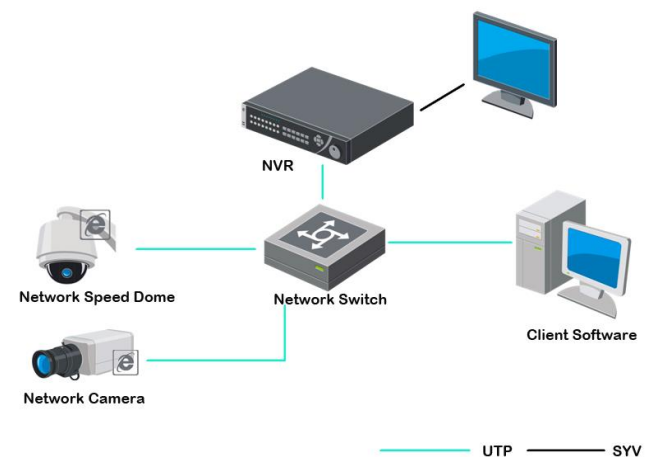 NVR
Network Speed Dome
Network Switch
Client Software
Network Camera
UTP
SYV